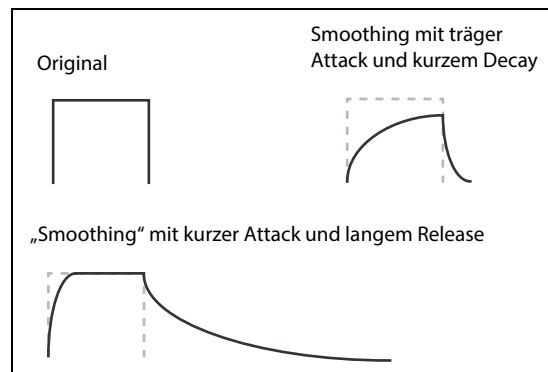 Original
Smoothing mit träger
Attack und kurzem Decay
„Smoothing“ mit kurzer Attack und langem Release